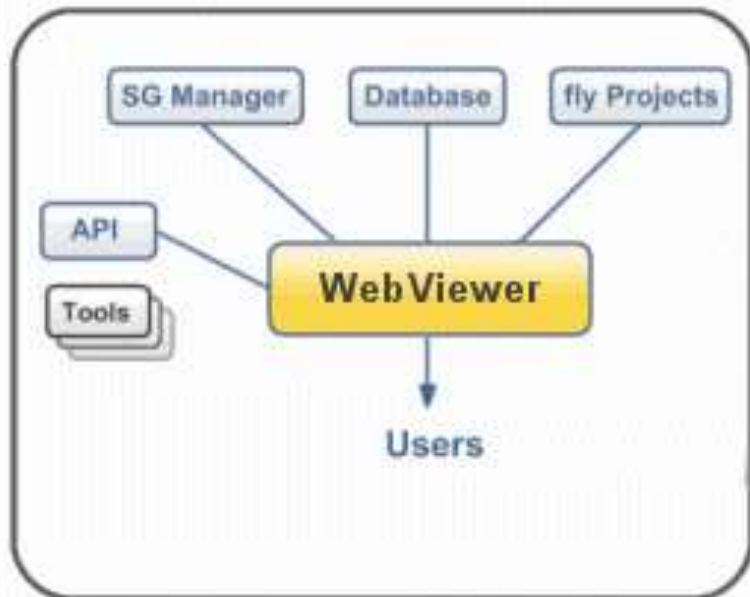 SG Manager
Database
fly Projects
API
WebViewer
Tools
Users